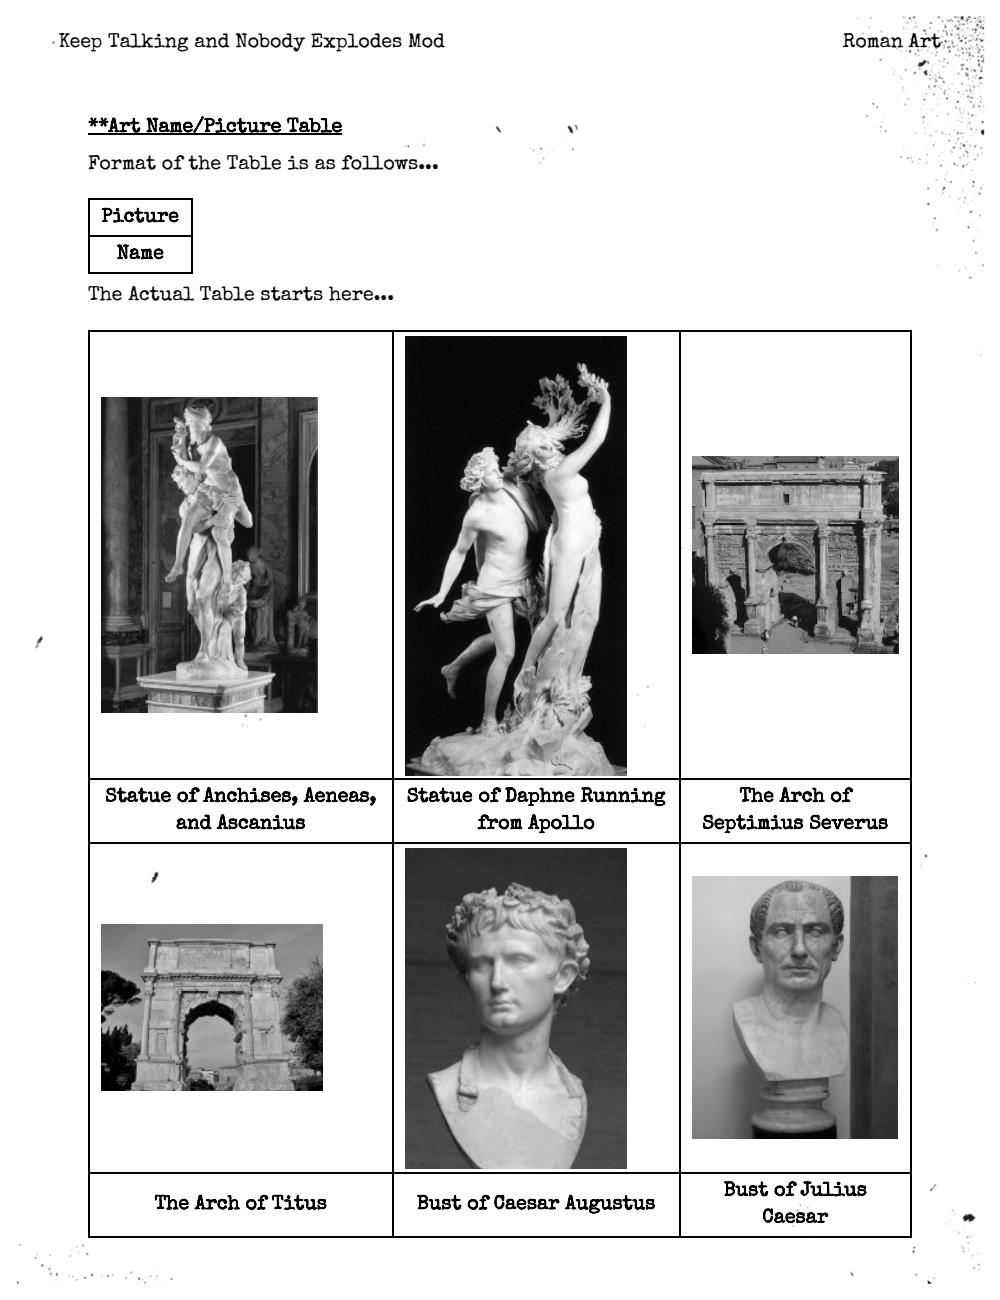 Keep Talking and Nobody Explodes Mod
Roman Art
**Art Name/Picture Table
Format of the Table is as follows...
Picture
Name
The Actual Table starts here...
Statue of Anchises, Aeneas,
and Ascanius
Statue of Daphne Running
from Apollo
The Arch of
Septimius Severus
The Arch of Titus
Bust of Caesar Augustus
Bust of Julius
Caesar